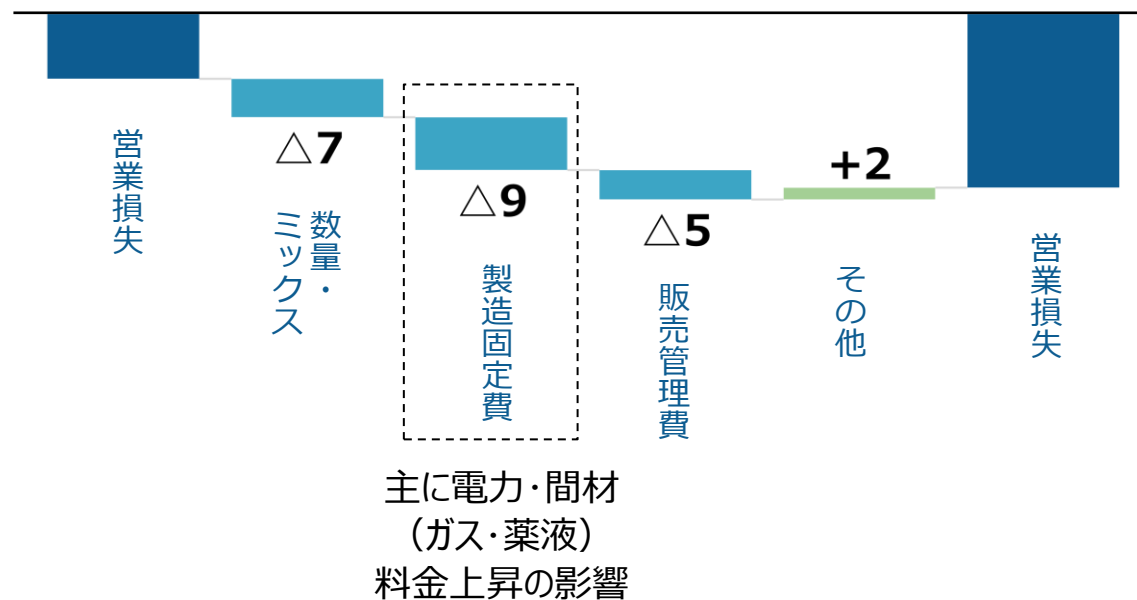 営業損失
△7
数量・
ミックス
△9
製造固定費
△5
販売管理費
+2
その他
営業損失
主に電力・間材
（ガス・薬液）
料金上昇の影響